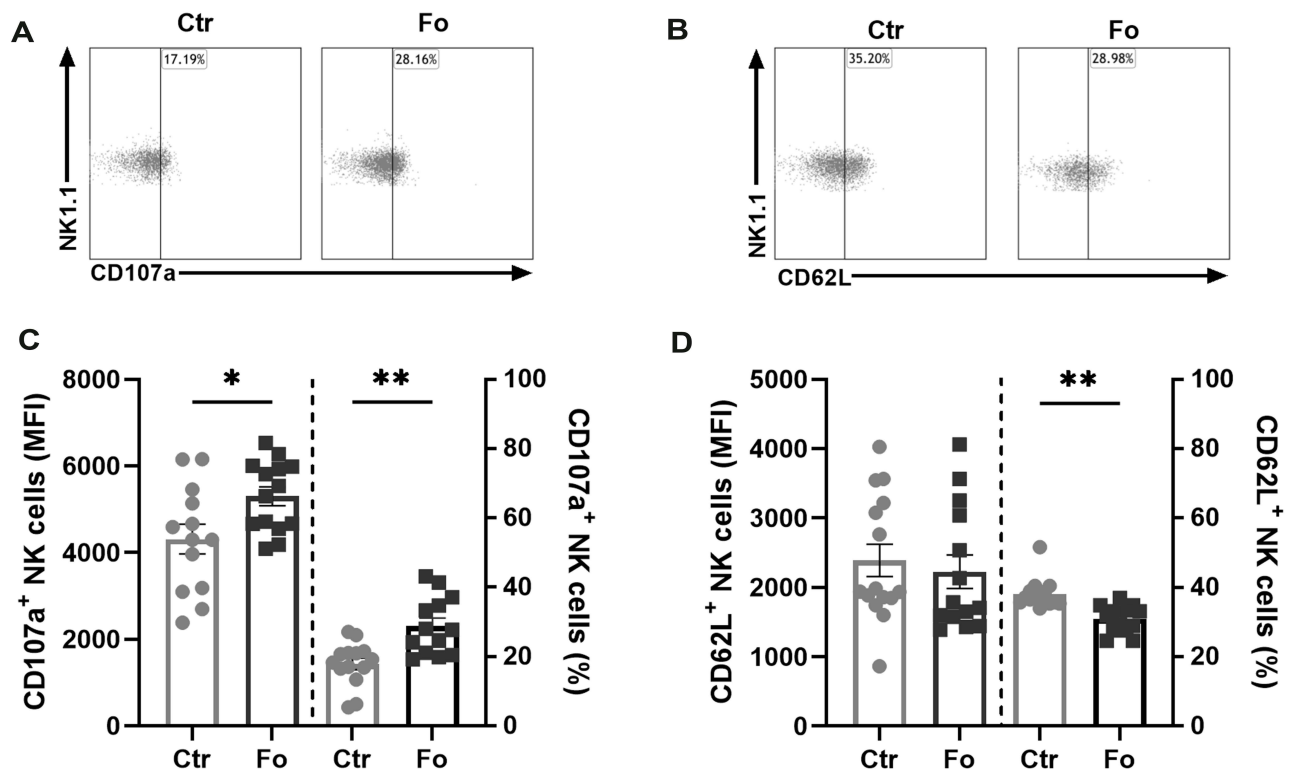 A
Ctr
Fo
17.19%
28.16%
NK1.1
CD107a
B
Ctr
Fo
35.20%
28.98%
NK1.1
CD62L
C
CD107a⁺ NK cells (MFI)
8000
6000
4000
2000
0
*
**
100
80
60
40
20
0
CD107a⁺ NK cells (%)
Ctr
Fo
Ctr
Fo
D
CD62L⁺ NK cells (MFI)
5000
4000
3000
2000
1000
0
**
100
80
60
40
20
0
CD62L⁺ NK cells (%)
Ctr
Fo
Ctr
Fo